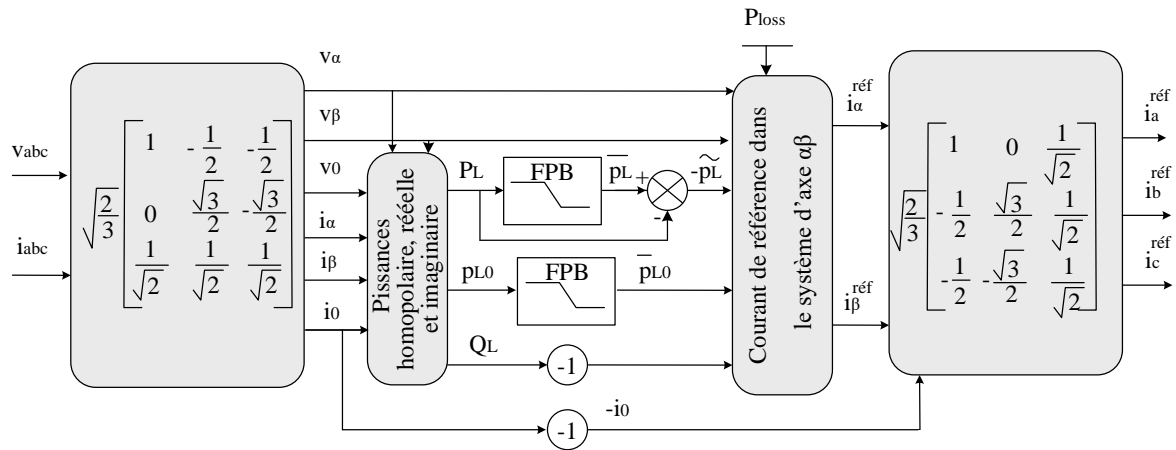 Ploss
vα
vβ
v0
iα
iβ
i0
vabc
iabc
√(2/3) [ 1 -1/2 -1/2
0 √3/2 -√3/2
1/√2 1/√2 1/√2 ]
Pissances
homopolaire, rééelle
et imaginaire
PL
FPB
p̅L
+
-
-p̃L
pL0
FPB
p̅L0
QL
-1
-1
-i0
Courant de référence dans
le système d'axe αβ
iα réf
iβ réf
√(2/3) [ 1 0 1/√2
-1/2 √3/2 1/√2
-1/2 -√3/2 1/√2 ]
ia réf
ib réf
ic réf